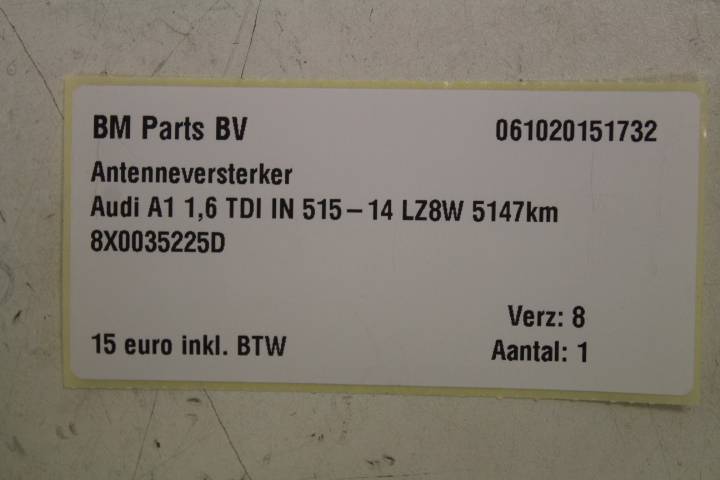 BM Parts BV 061020151732
Antenneversterker
Audi A1 1,6 TDI IN 515-14 LZ8W 5147km
8X0035225D
Verz: 8
15 euro inkl. BTW Aantal: 1